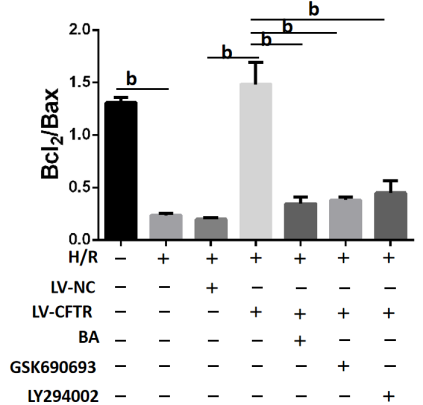 b
b
b
b
b
2.0
1.5
1.0
0.5
0.0
Bcl2/Bax
H/R − + + + + + +
LV-NC − − + − − − −
LV-CFTR − − − + + + +
BA − − − − + − −
GSK690693 − − − − − + −
LY294002 − − − − − − +